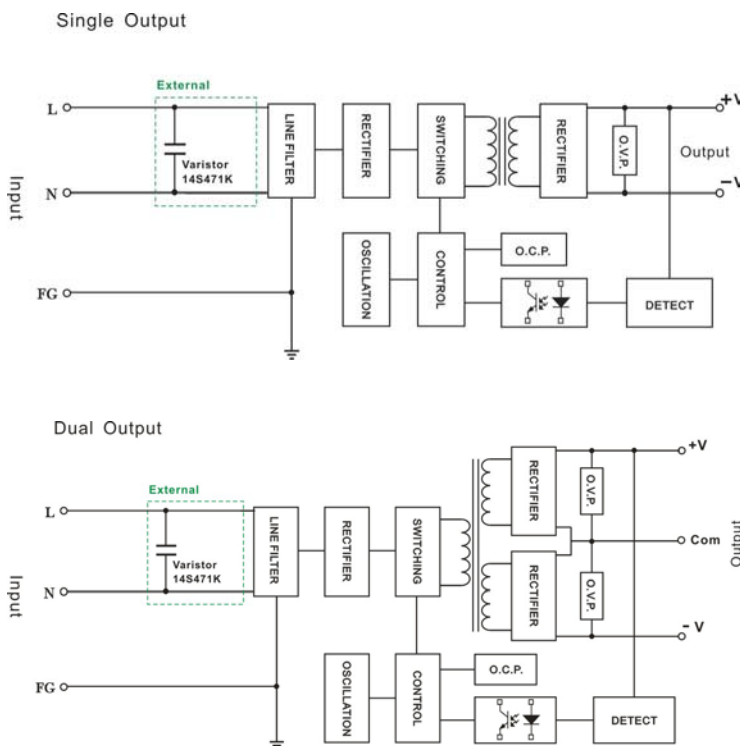 Single Output
External
L
Varistor
14S471K
N
Input
FG
LINE FILTER
RECTIFIER
SWITCHING
RECTIFIER
O.V.P.
+V
Output
−V
OSCILLATION
CONTROL
O.C.P.
DETECT
Dual Output
External
L
Varistor
14S471K
N
Input
FG
LINE FILTER
RECTIFIER
SWITCHING
RECTIFIER
RECTIFIER
O.V.P.
O.V.P.
+V
Com
Output
- V
OSCILLATION
CONTROL
O.C.P.
DETECT